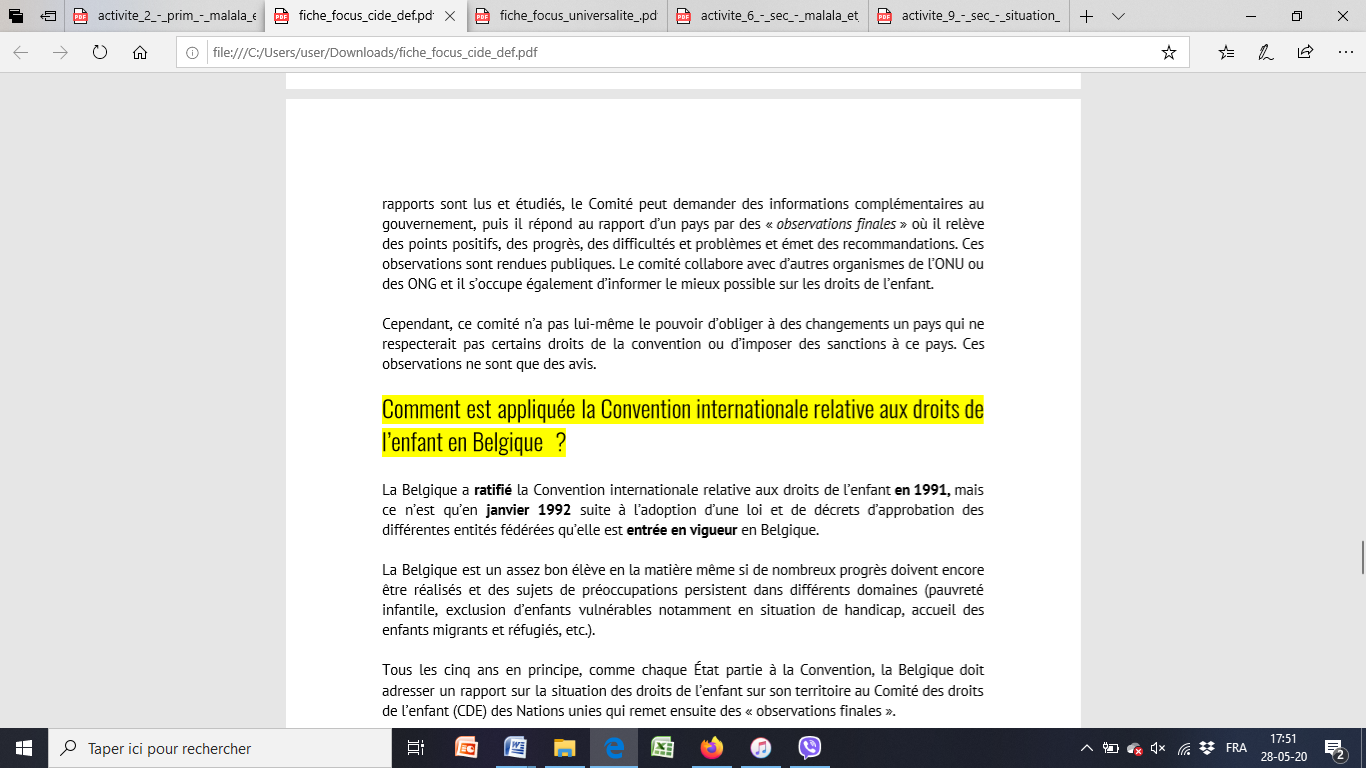 activite_2_-_prim_-_malala_e
fiche_focus_cide_def.pdf
fiche_focus_universalite_.pd
activite_6_-_sec_-_malala_et
activite_9_-_sec_-_situation_
file:///C:/Users/user/Downloads/fiche_focus_cide_def.pdf
rapports sont lus et étudiés, le Comité peut demander des informations complémentaires au
gouvernement, puis il répond au rapport d’un pays par des « observations finales » où il relève
des points positifs, des progrès, des difficultés et problèmes et émet des recommandations. Ces
observations sont rendues publiques. Le comité collabore avec d’autres organismes de l’ONU ou
des ONG et il s’occupe également d’informer le mieux possible sur les droits de l’enfant.
Cependant, ce comité n’a pas lui-même le pouvoir d’obliger à des changements un pays qui ne
respecterait pas certains droits de la convention ou d’imposer des sanctions à ce pays. Ces
observations ne sont que des avis.
Comment est appliquée la Convention internationale relative aux droits de
l’enfant en Belgique ?
La Belgique a ratifié la Convention internationale relative aux droits de l’enfant en 1991, mais
ce n’est qu’en janvier 1992 suite à l’adoption d’une loi et de décrets d’approbation des
différentes entités fédérées qu’elle est entrée en vigueur en Belgique.
La Belgique est un assez bon élève en la matière même si de nombreux progrès doivent encore
être réalisés et des sujets de préoccupations persistent dans différents domaines (pauvreté
infantile, exclusion d’enfants vulnérables notamment en situation de handicap, accueil des
enfants migrants et réfugiés, etc.).
Tous les cinq ans en principe, comme chaque État partie à la Convention, la Belgique doit
adresser un rapport sur la situation des droits de l’enfant sur son territoire au Comité des droits
de l’enfant (CDE) des Nations unies qui remet ensuite des « observations finales ».
Taper ici pour rechercher
FRA
17:51
28-05-20
2